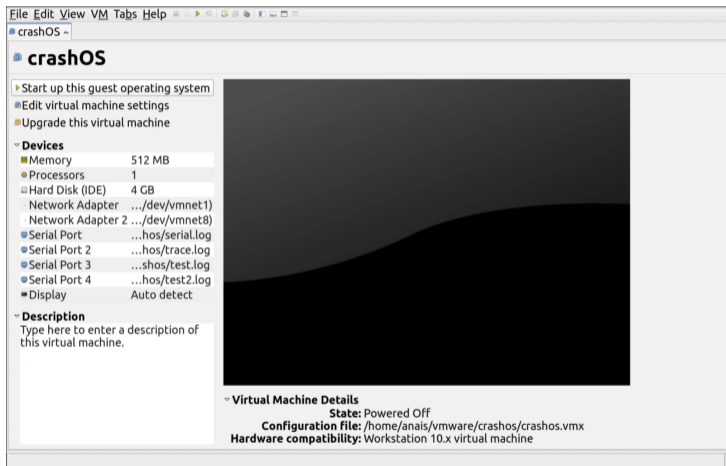 File Edit View VM Tabs Help
crashOS
crashOS
Start up this guest operating system
Edit virtual machine settings
Upgrade this virtual machine
Devices
Memory 512 MB
Processors 1
Hard Disk (IDE) 4 GB
Network Adapter .../dev/vmnet1)
Network Adapter 2 .../dev/vmnet8)
Serial Port ...hos/serial.log
Serial Port 2 ...hos/trace.log
Serial Port 3 ...shos/test.log
Serial Port 4 ...hos/test2.log
Display Auto detect
Description
Type here to enter a description of
this virtual machine.
Virtual Machine Details
State: Powered Off
Configuration file: /home/anais/vmware/crashos/crashos.vmx
Hardware compatibility: Workstation 10.x virtual machine